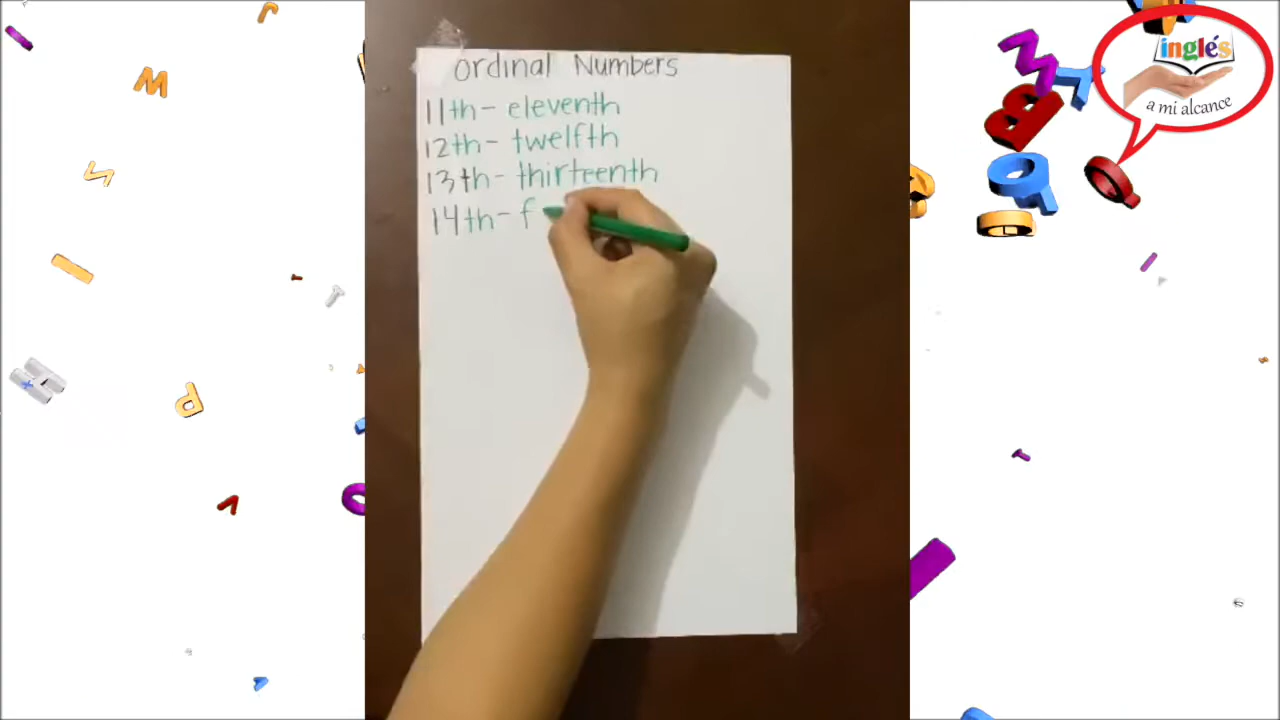 ordinal Numbers
11th - eleventh
12th - twelfth
13th - thirteenth
14th - f
inglés
a mi alcance